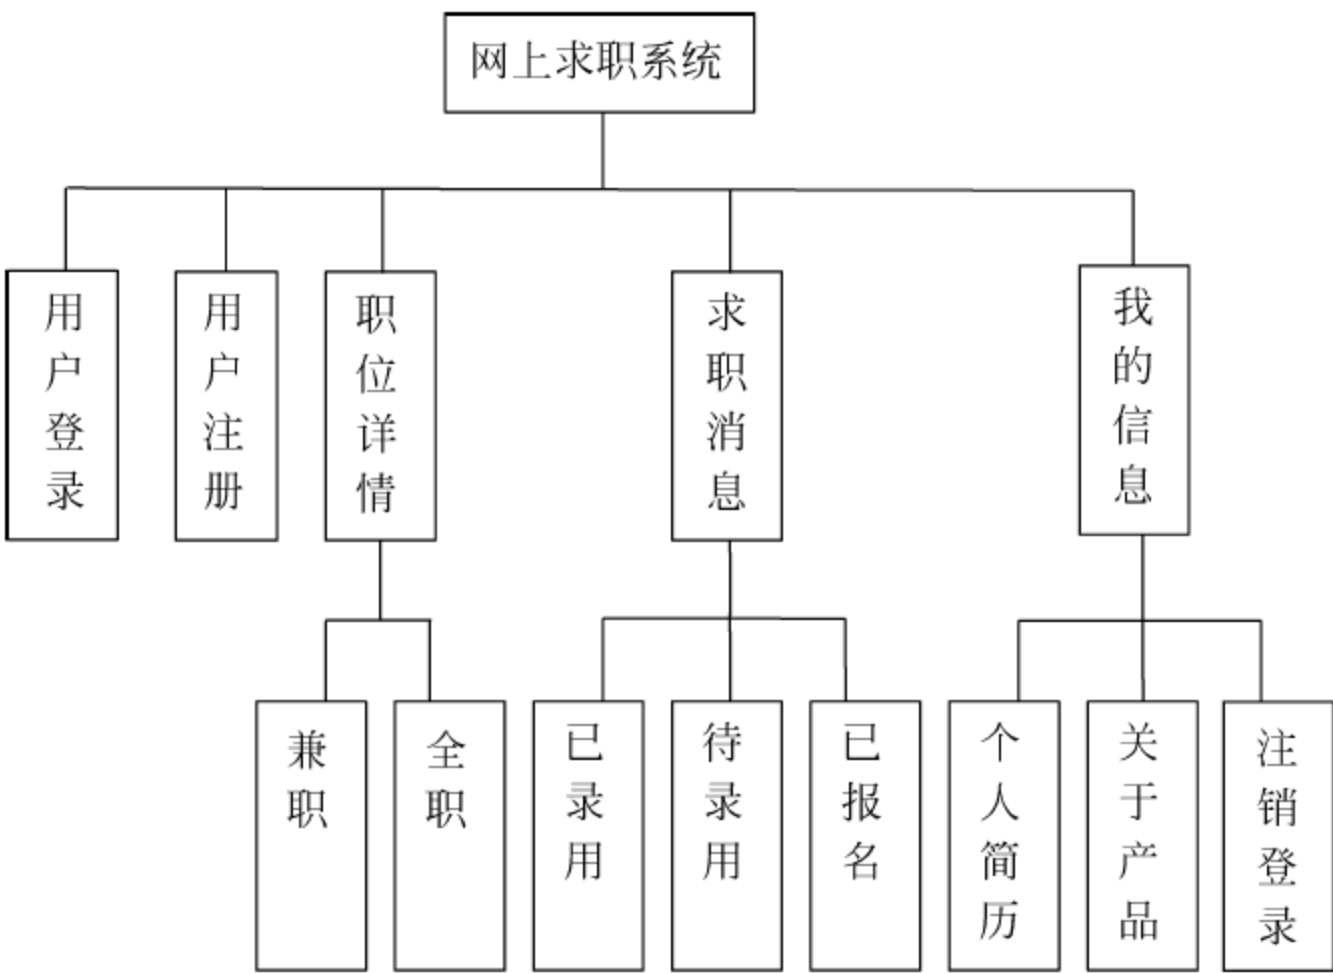 网上求职系统
用户登录
用户注册
职位详情
求职消息
我的信息
兼职
全职
已录用
待录用
已报名
个人简历
关于产品
注销登录